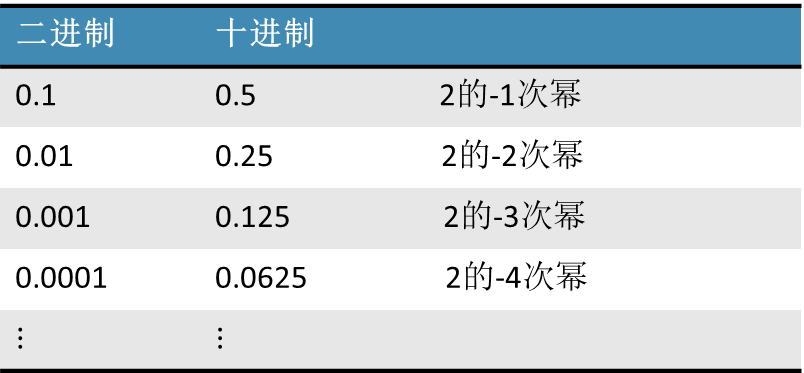 二进制 十进制
0.1 0.5 2的-1次幂
0.01 0.25 2的-2次幂
0.001 0.125 2的-3次幂
0.0001 0.0625 2的-4次幂
⋮ ⋮